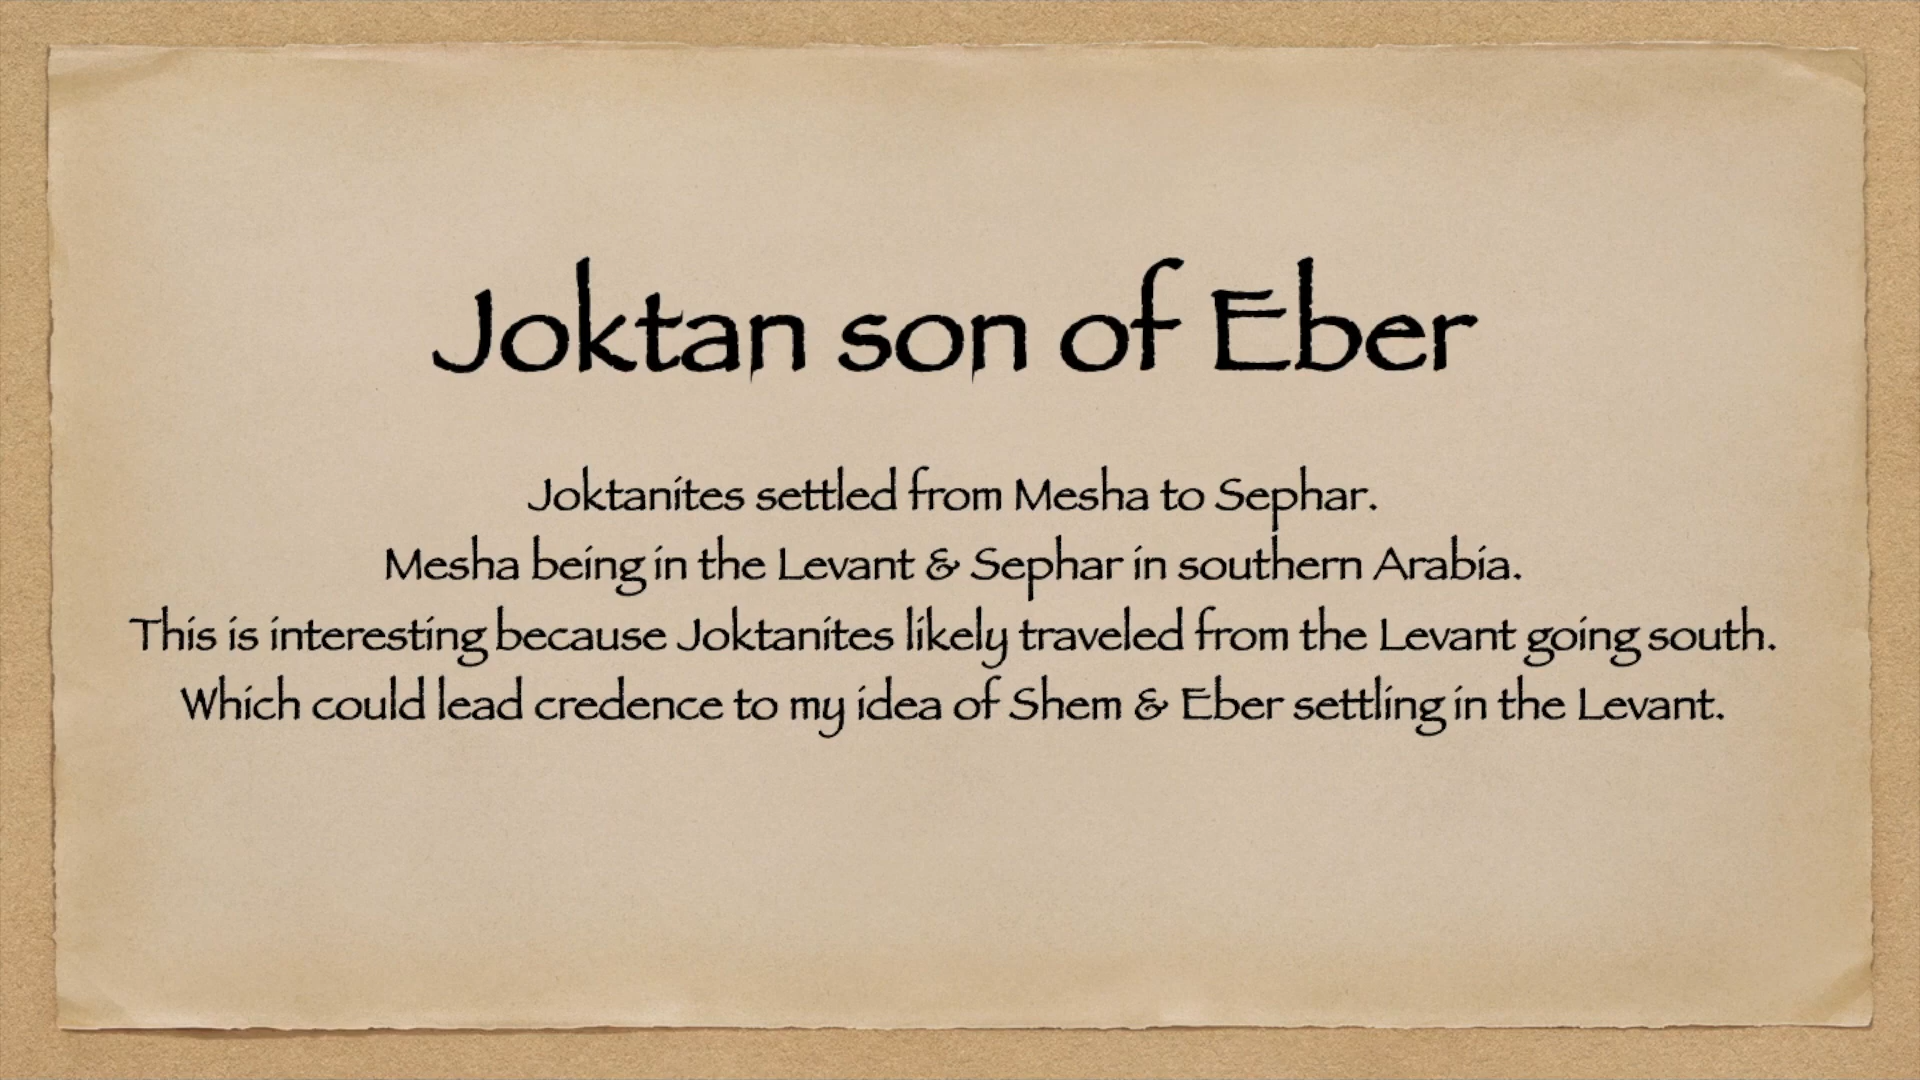 Joktan son of Eber
Joktanites settled from Mesha to Sephar.
Mesha being in the Levant & Sephar in southern Arabia.
This is interesting because Joktanites likely traveled from the Levant going south.
Which could lead credence to my idea of Shem & Eber settling in the Levant.